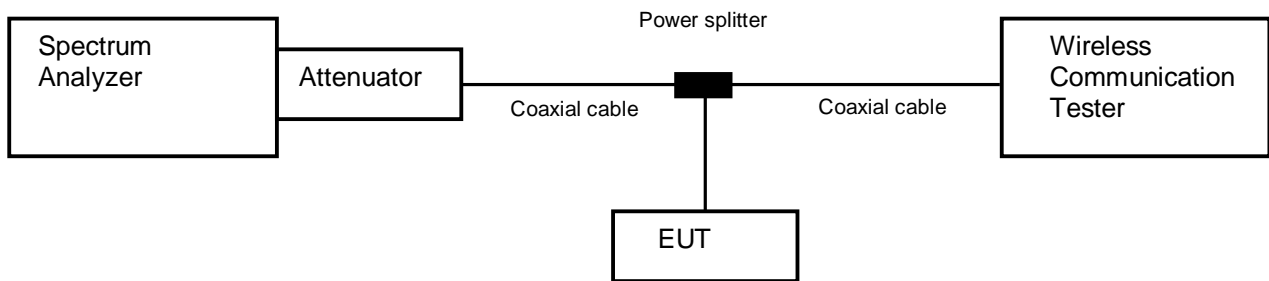 Power splitter
Spectrum
Analyzer
Attenuator
Coaxial cable
Coaxial cable
Wireless
Communication
Tester
EUT